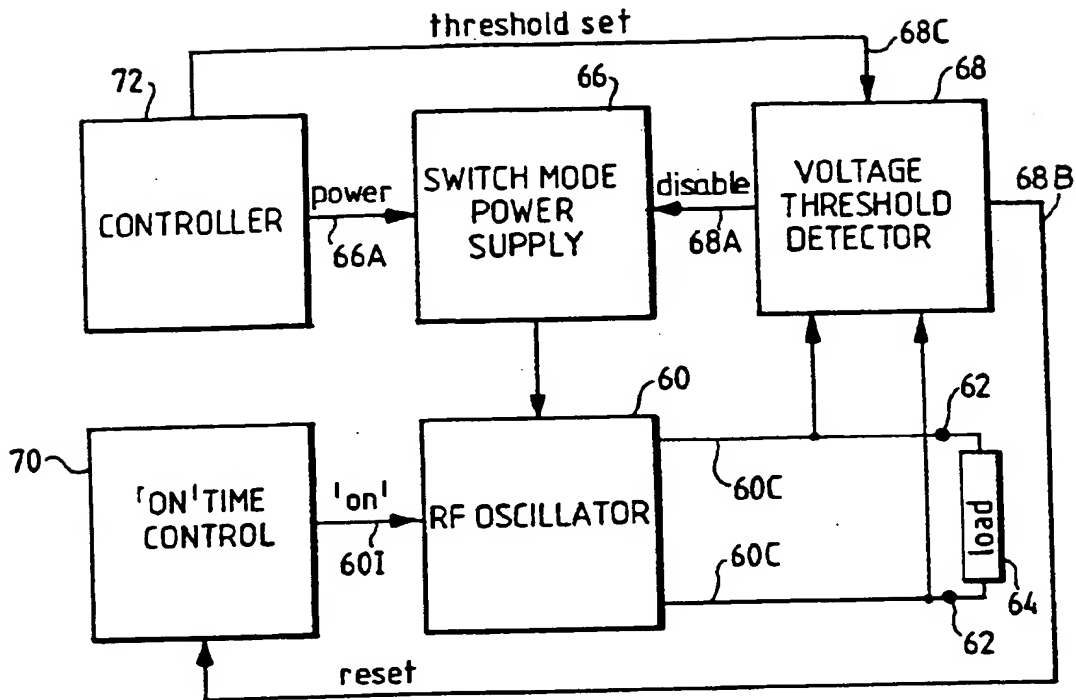 threshold set
68C
72
66
68
CONTROLLER
power
66A
SWITCH MODE
POWER
SUPPLY
disable
68A
VOLTAGE
THRESHOLD
DETECTOR
68B
60
62
70
'ON' TIME
CONTROL
'on'
60I
RF OSCILLATOR
60C
60C
load
64
62
reset